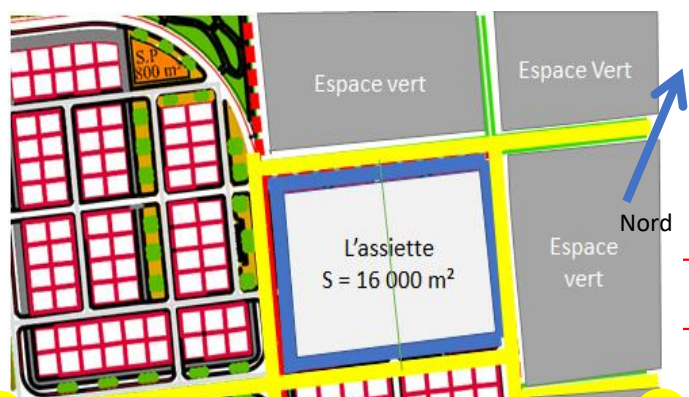 S.P
800 m²
Espace vert
Espace Vert
Nord
L'assiette
S = 16 000 m²
Espace
vert